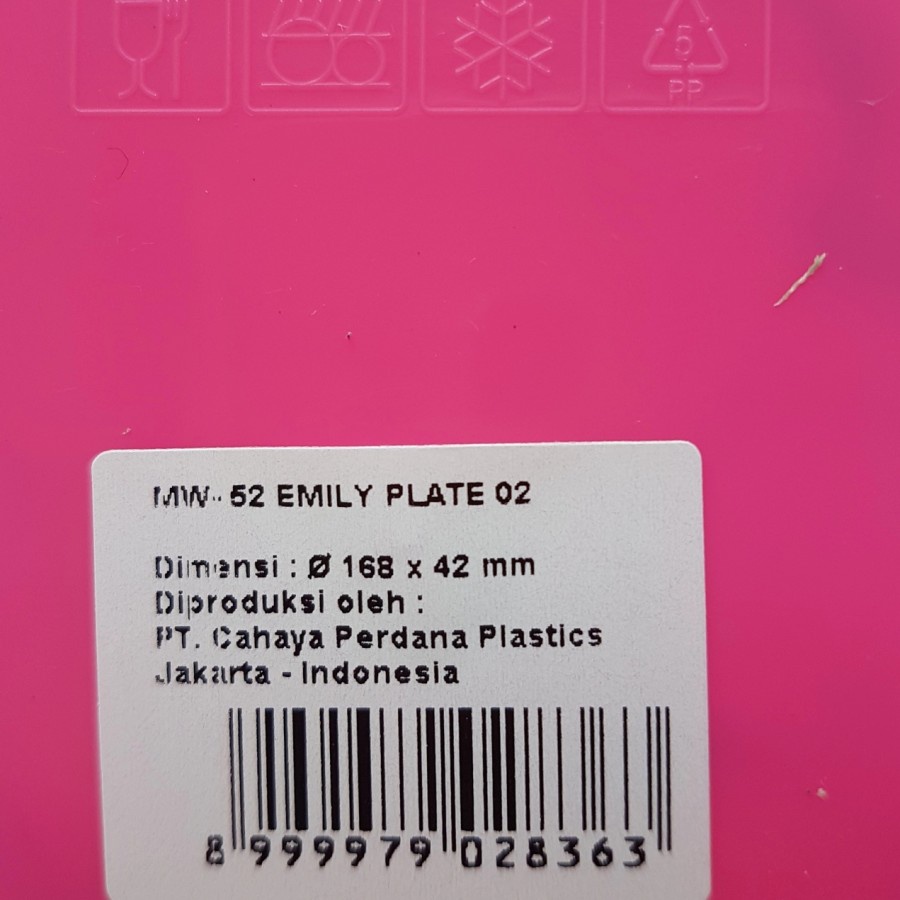 5
PP
MW- 52 EMILY PLATE 02
Dimensi : Ø 168 x 42 mm
Diproduksi oleh :
PT. Cahaya Perdana Plastics
Jakarta - Indonesia
8 999979 028363